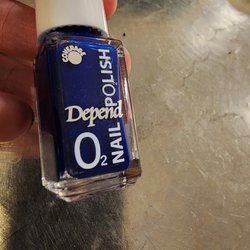 COVERAGE
Depend
O2
NAIL POLISH